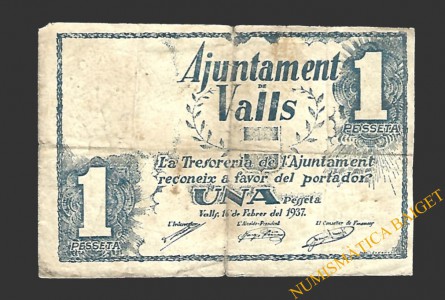 Ajuntament
DE
Valls
1
PESSETA
La Tresoreria de l'Ajuntament
reconeix a favor del portador
UNA Pesseta
Valls, de Febrer del 1937.
L'Interventor L'Alcalde-President El Conseller de Finances
1
PESSETA
NUMISMATICA BAIGET